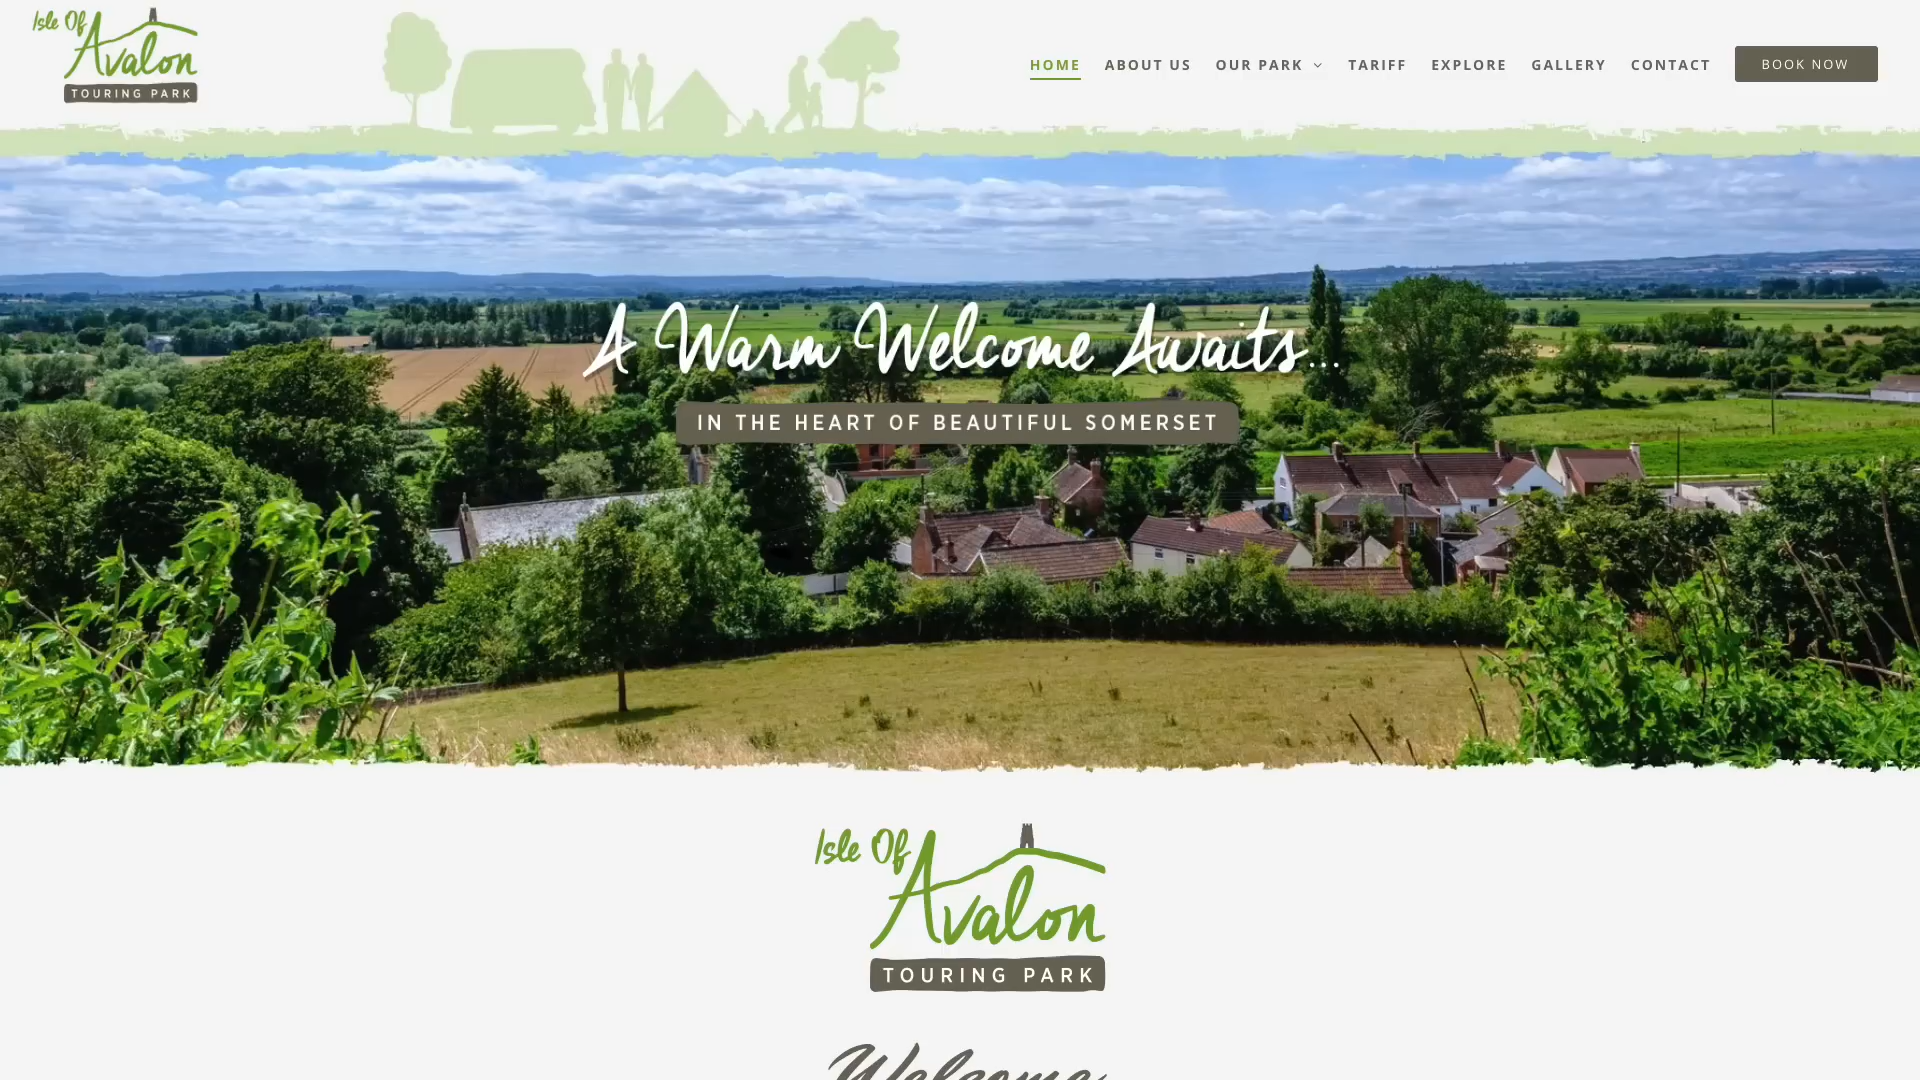 Isle Of
Avalon
TOURING PARK
HOME ABOUT US OUR PARK TARIFF EXPLORE GALLERY CONTACT BOOK NOW
A Warm Welcome Awaits...
IN THE HEART OF BEAUTIFUL SOMERSET
Isle Of
Avalon
TOURING PARK
Welcome